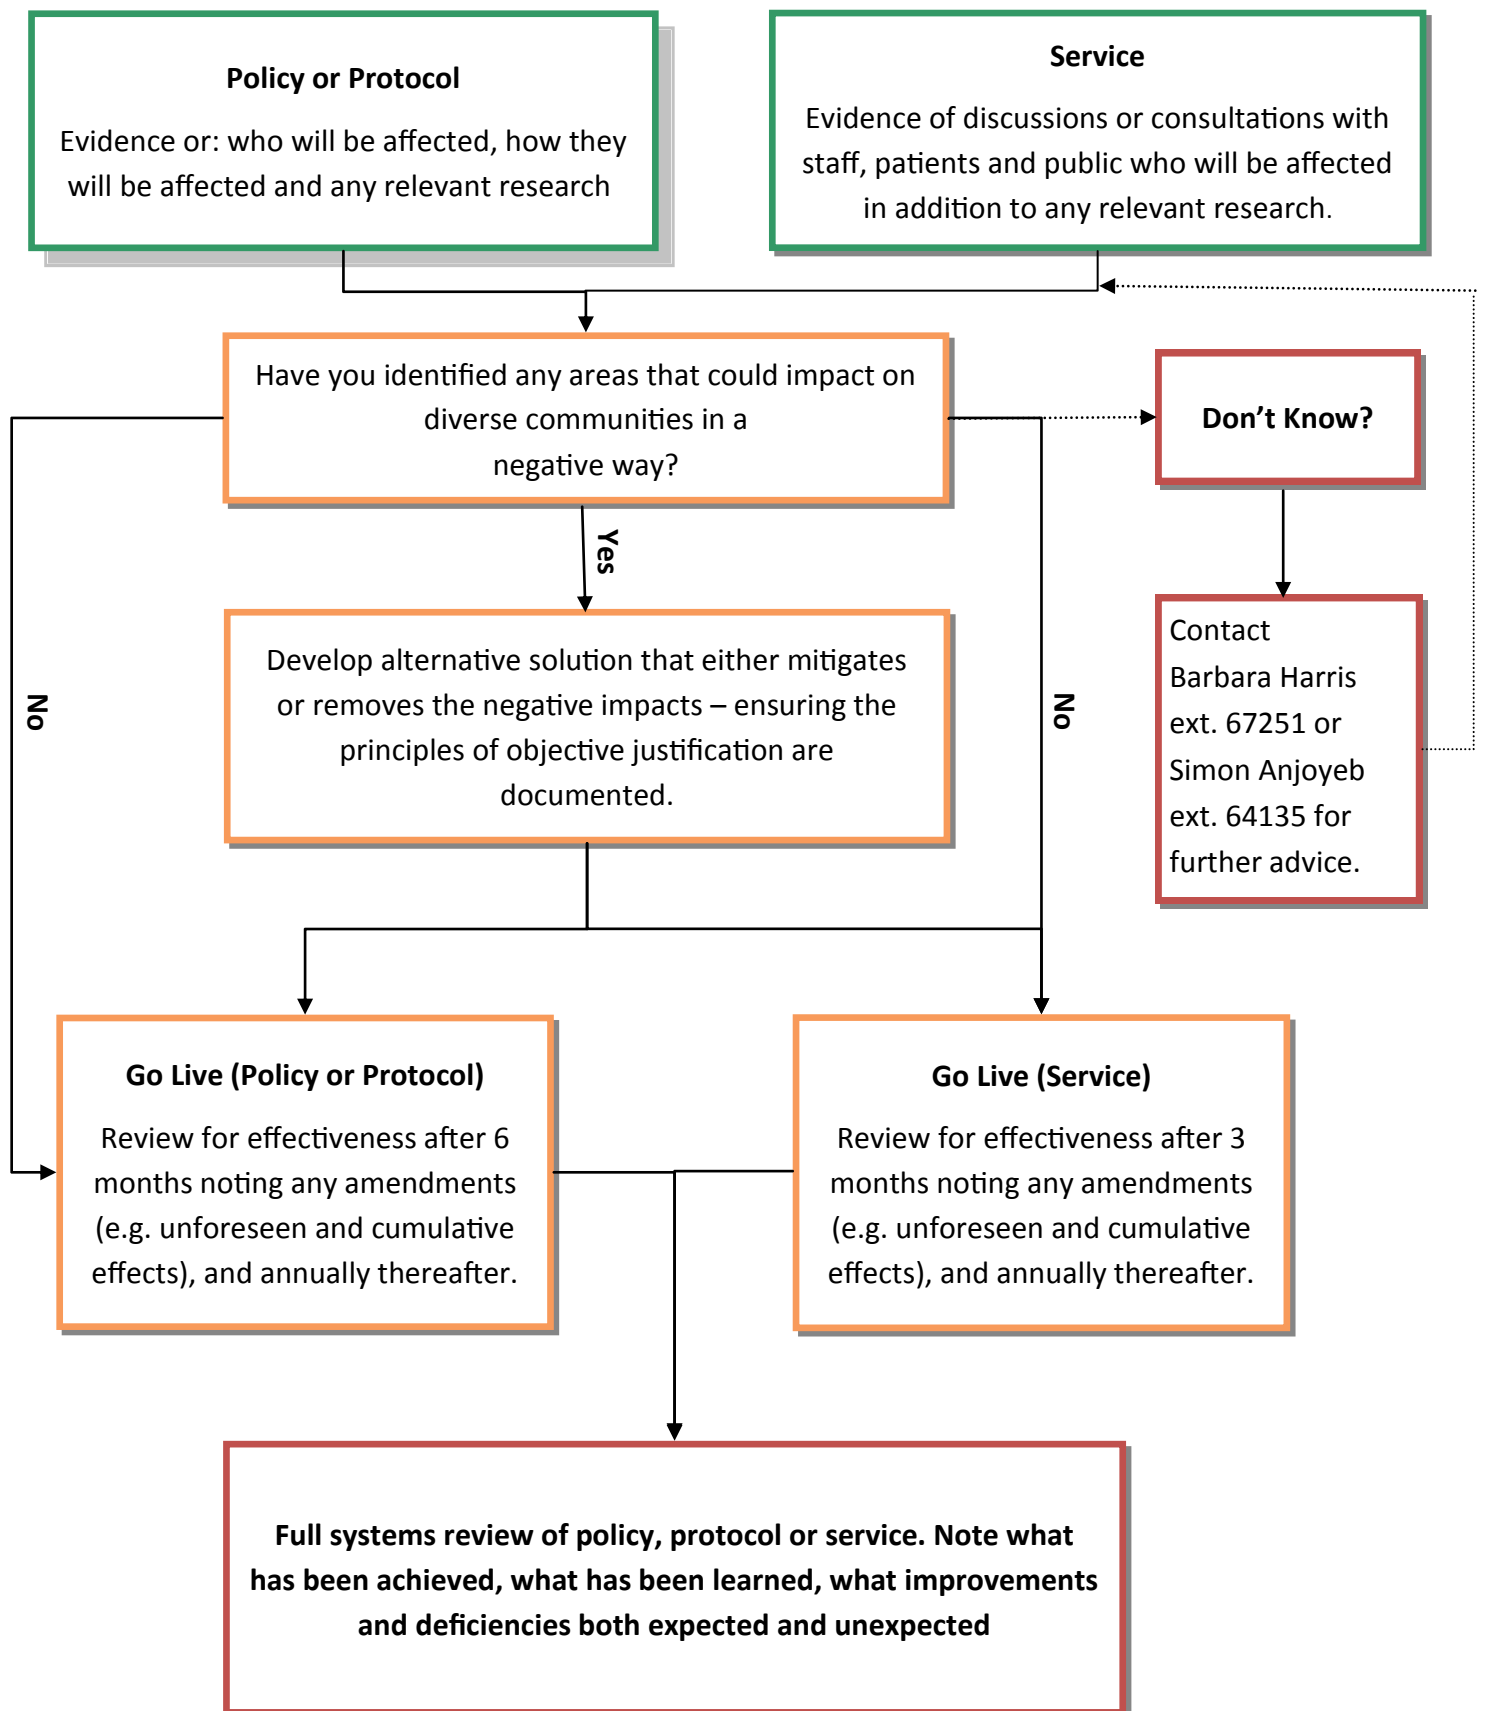 Policy or Protocol
Evidence or: who will be affected, how they
will be affected and any relevant research
Service
Evidence of discussions or consultations with
staff, patients and public who will be affected
in addition to any relevant research.
Have you identified any areas that could impact on
diverse communities in a
negative way?
Don’t Know?
Yes
No
No
Develop alternative solution that either mitigates
or removes the negative impacts – ensuring the
principles of objective justification are
documented.
Contact
Barbara Harris
ext. 67251 or
Simon Anjoyeb
ext. 64135 for
further advice.
Go Live (Policy or Protocol)
Review for effectiveness after 6
months noting any amendments
(e.g. unforeseen and cumulative
effects), and annually thereafter.
Go Live (Service)
Review for effectiveness after 3
months noting any amendments
(e.g. unforeseen and cumulative
effects), and annually thereafter.
Full systems review of policy, protocol or service. Note what
has been achieved, what has been learned, what improvements
and deficiencies both expected and unexpected